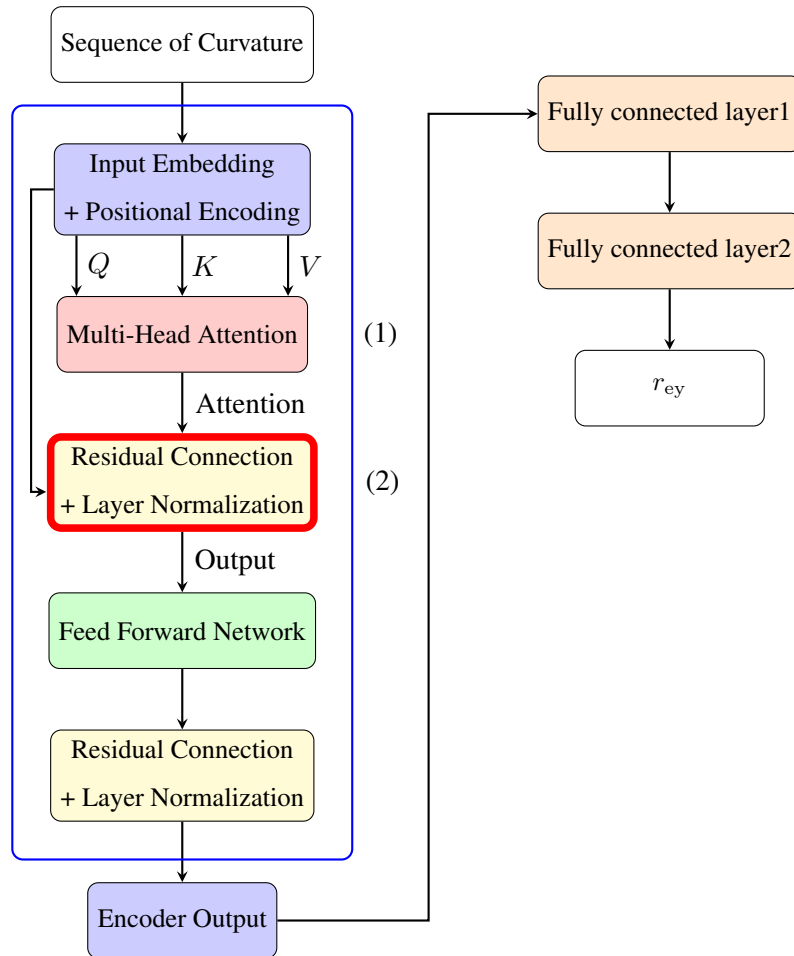 Sequence of Curvature
Input Embedding
+ Positional Encoding
Q
K
V
Multi-Head Attention
(1)
Attention
Residual Connection
+ Layer Normalization
(2)
Output
Feed Forward Network
Residual Connection
+ Layer Normalization
Encoder Output
Fully connected layer1
Fully connected layer2
r_ey